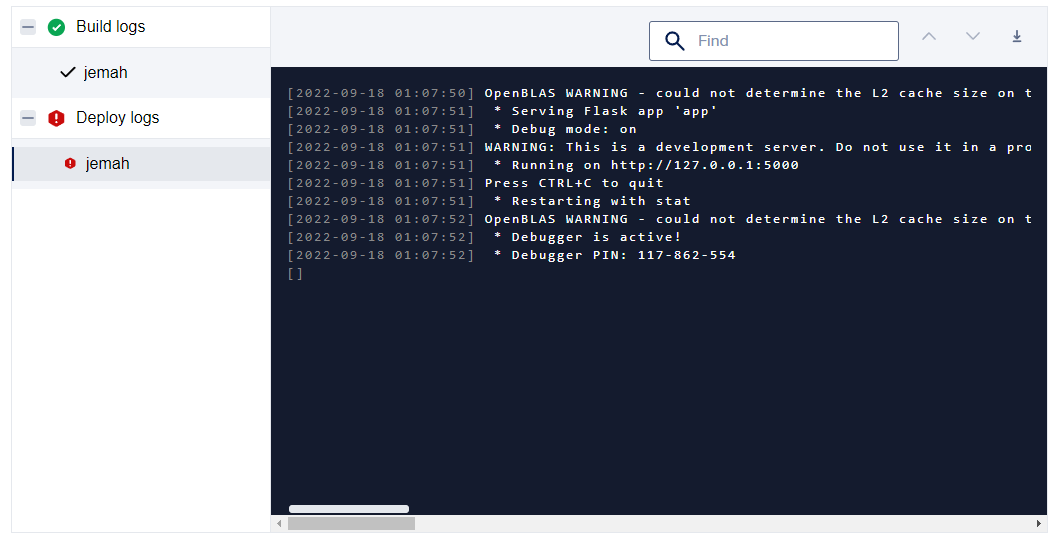 Build logs
jemah
Deploy logs
jemah
Find
[2022-09-18 01:07:50] OpenBLAS WARNING - could not determine the L2 cache size on t
[2022-09-18 01:07:51]  * Serving Flask app 'app'
[2022-09-18 01:07:51]  * Debug mode: on
[2022-09-18 01:07:51] WARNING: This is a development server. Do not use it in a pro
[2022-09-18 01:07:51]  * Running on http://127.0.0.1:5000
[2022-09-18 01:07:51] Press CTRL+C to quit
[2022-09-18 01:07:51]  * Restarting with stat
[2022-09-18 01:07:52] OpenBLAS WARNING - could not determine the L2 cache size on t
[2022-09-18 01:07:52]  * Debugger is active!
[2022-09-18 01:07:52]  * Debugger PIN: 117-862-554
[]